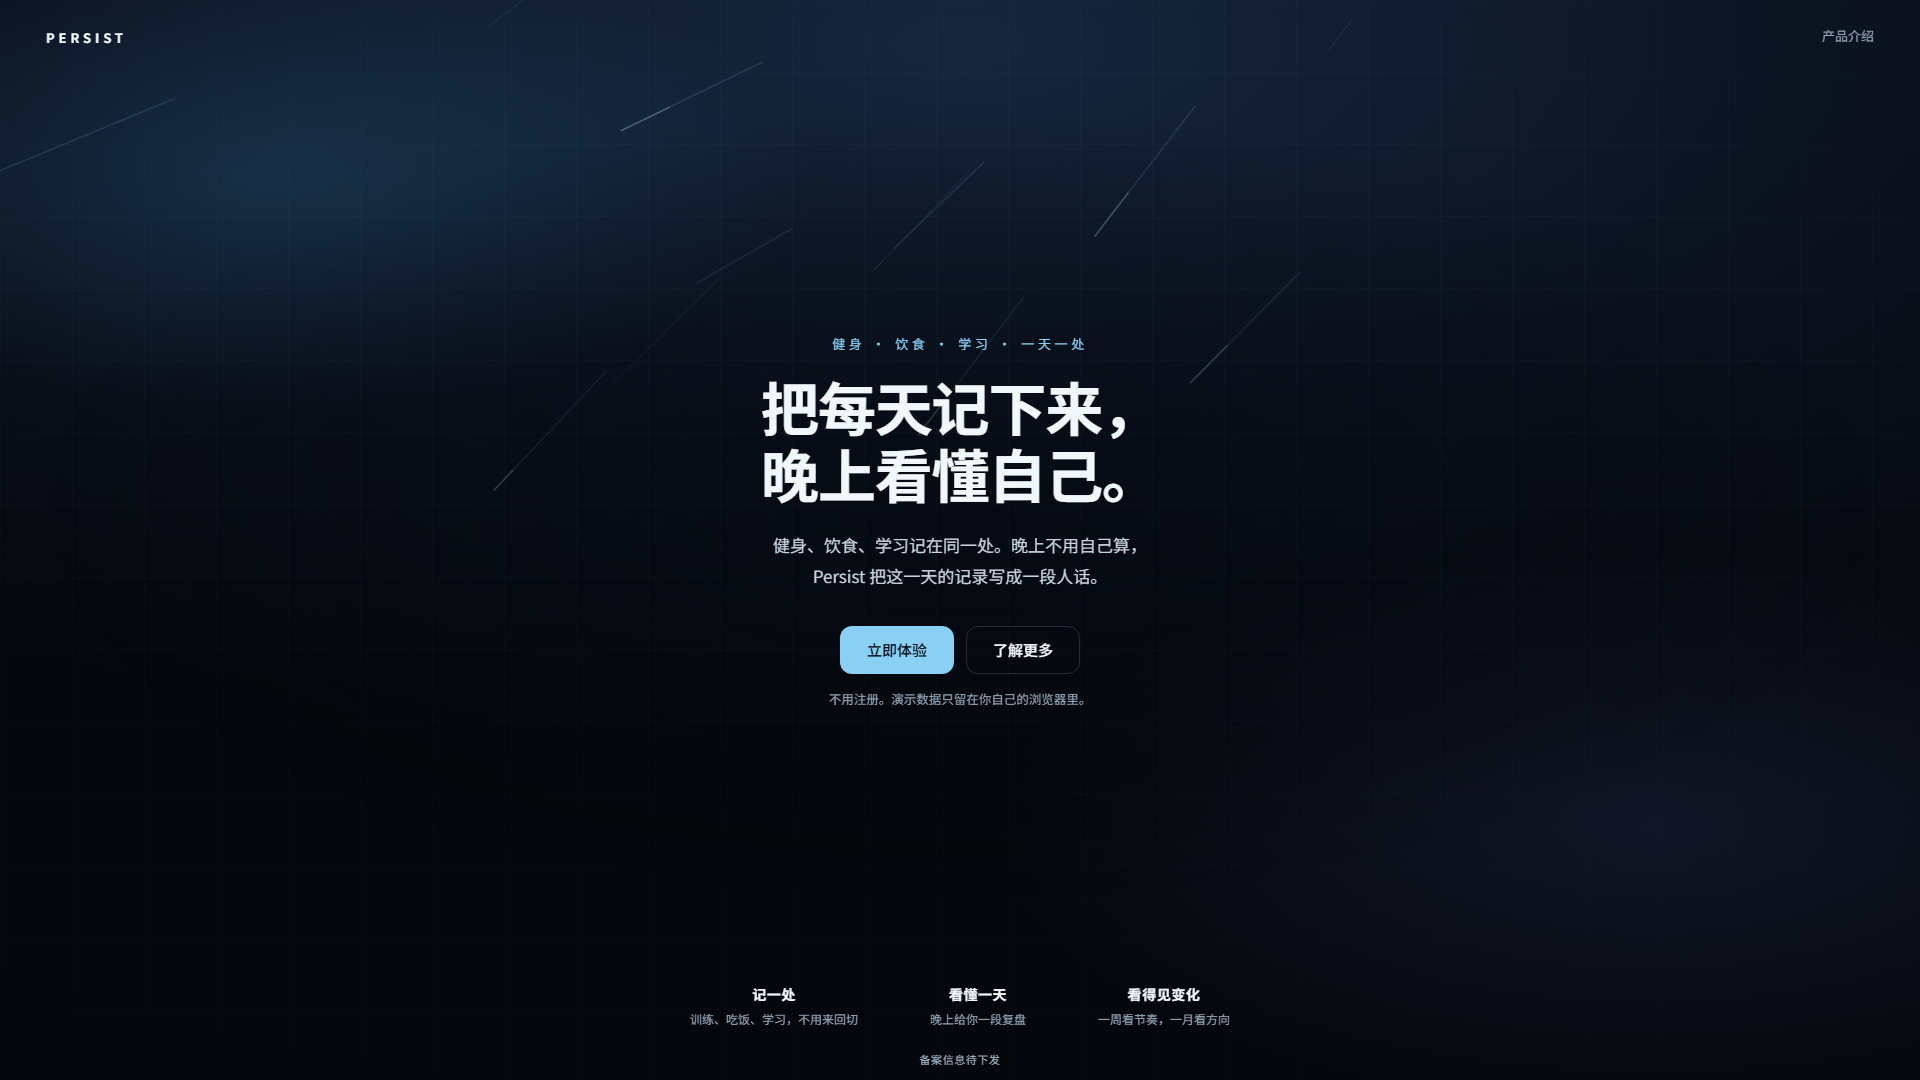 PERSIST
产品介绍
健身 · 饮食 · 学习 · 一天一处
把每天记下来，
晚上看懂自己。
健身、饮食、学习记在同一处。晚上不用自己算，
Persist 把这一天的记录写成一段人话。
立即体验
了解更多
不用注册。演示数据只留在你自己的浏览器里。
记一处
训练、吃饭、学习，不用来回切
看懂一天
晚上给你一段复盘
看得见变化
一周看节奏，一月看方向
备案信息待下发